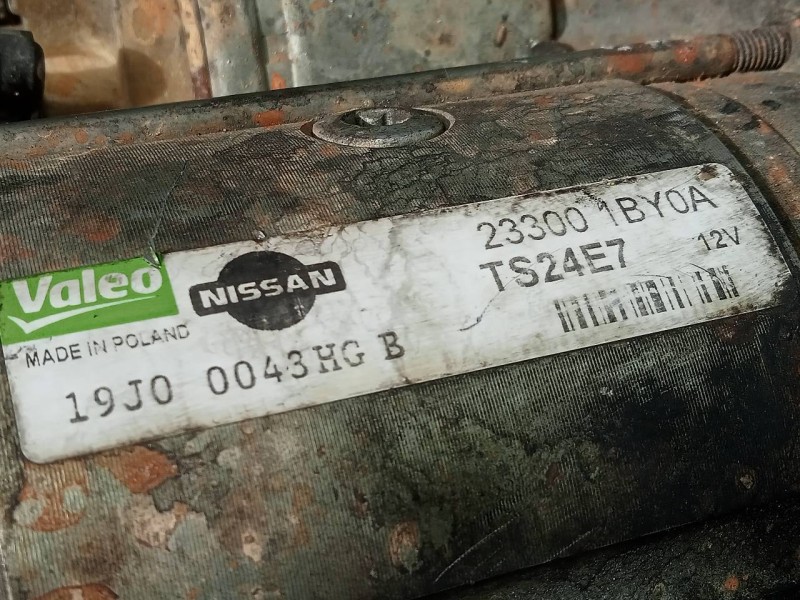 Valeo
NISSAN
23300 1BY0A
TS24E7
12V
MADE IN POLAND
19J0 0043HG B